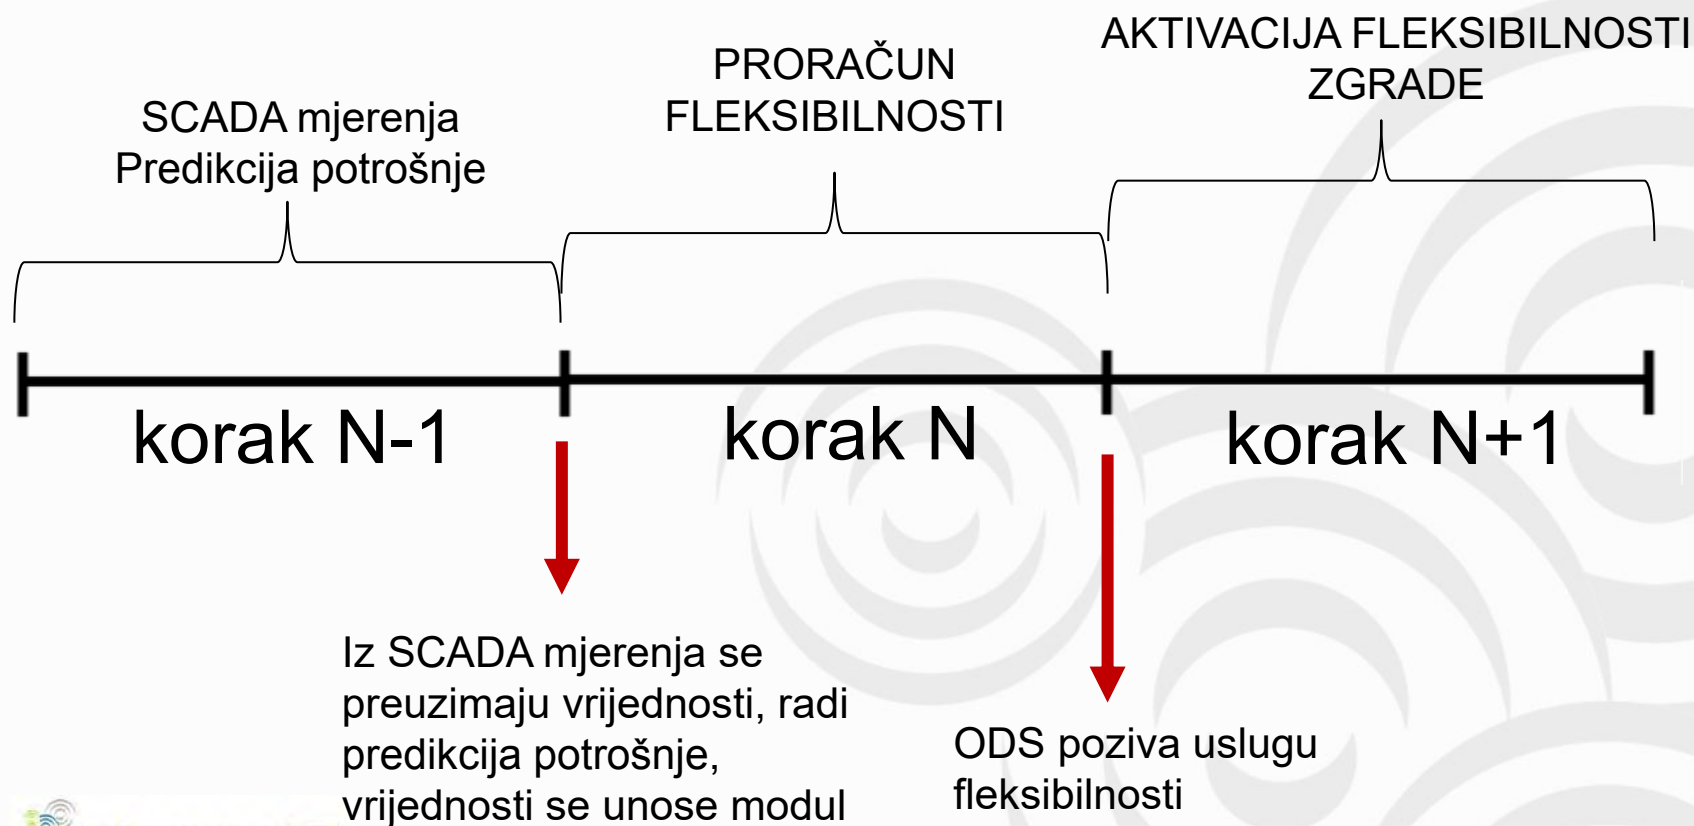 SCADA mjerenja
Predikcija potrošnje
PRORAČUN
FLEKSIBILNOSTI
AKTIVACIJA FLEKSIBILNOSTI
ZGRADE
korak N-1
korak N
korak N+1
Iz SCADA mjerenja se
preuzimaju vrijednosti, radi
predikcija potrošnje,
vrijednosti se unose modul
ODS poziva uslugu
fleksibilnosti